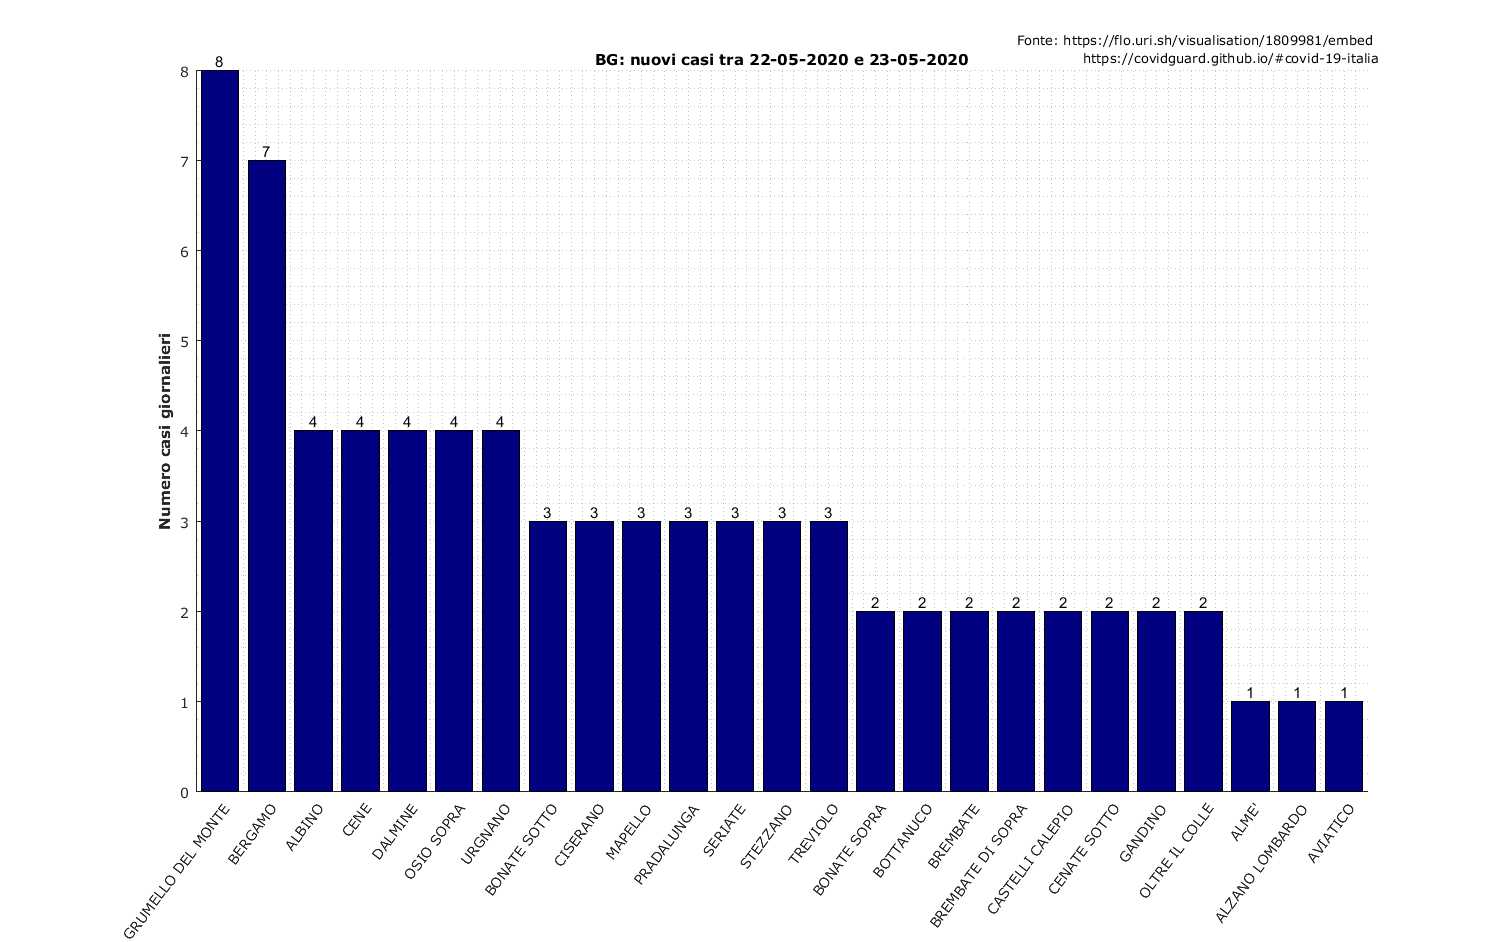 Fonte: https://flo.uri.sh/visualisation/1809981/embed
https://covidguard.github.io/#covid-19-italia
BG: nuovi casi tra 22-05-2020 e 23-05-2020
Numero casi giornalieri
8
7
6
5
4
3
2
1
0
8
7
4
4
4
4
4
3
3
3
3
3
3
3
2
2
2
2
2
2
2
2
1
1
1
GRUMELLO DEL MONTE
BERGAMO
ALBINO
CENE
DALMINE
OSIO SOPRA
URGNANO
BONATE SOTTO
CISERANO
MAPELLO
PRADALUNGA
SERIATE
STEZZANO
TREVIOLO
BONATE SOPRA
BOTTANUCO
BREMBATE
BREMBATE DI SOPRA
CASTELLI CALEPIO
CENATE SOTTO
GANDINO
OLTRE IL COLLE
ALME'
ALZANO LOMBARDO
AVIATICO